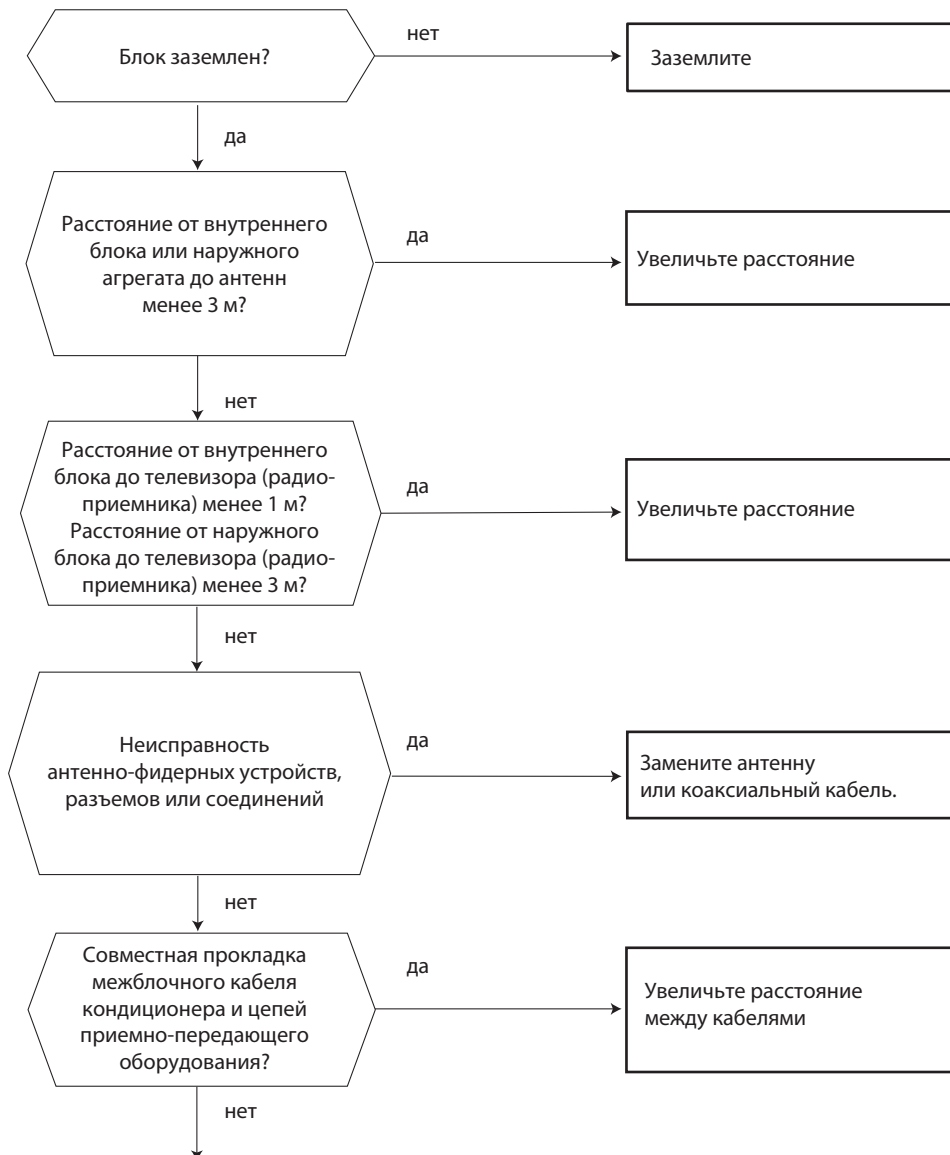 Блок заземлен?
нет
Заземлите
да
Расстояние от внутреннего
блока или наружного
агрегата до антенн
менее 3 м?
да
Увеличьте расстояние
нет
Расстояние от внутреннего
блока до телевизора (радио-
приемника) менее 1 м?
Расстояние от наружного
блока до телевизора (радио-
приемника) менее 3 м?
да
Увеличьте расстояние
нет
Неисправность
антенно-фидерных устройств,
разъемов или соединений
да
Замените антенну
или коаксиальный кабель.
нет
Совместная прокладка
межблочного кабеля
кондиционера и цепей
приемно-передающего
оборудования?
да
Увеличьте расстояние
между кабелями
нет